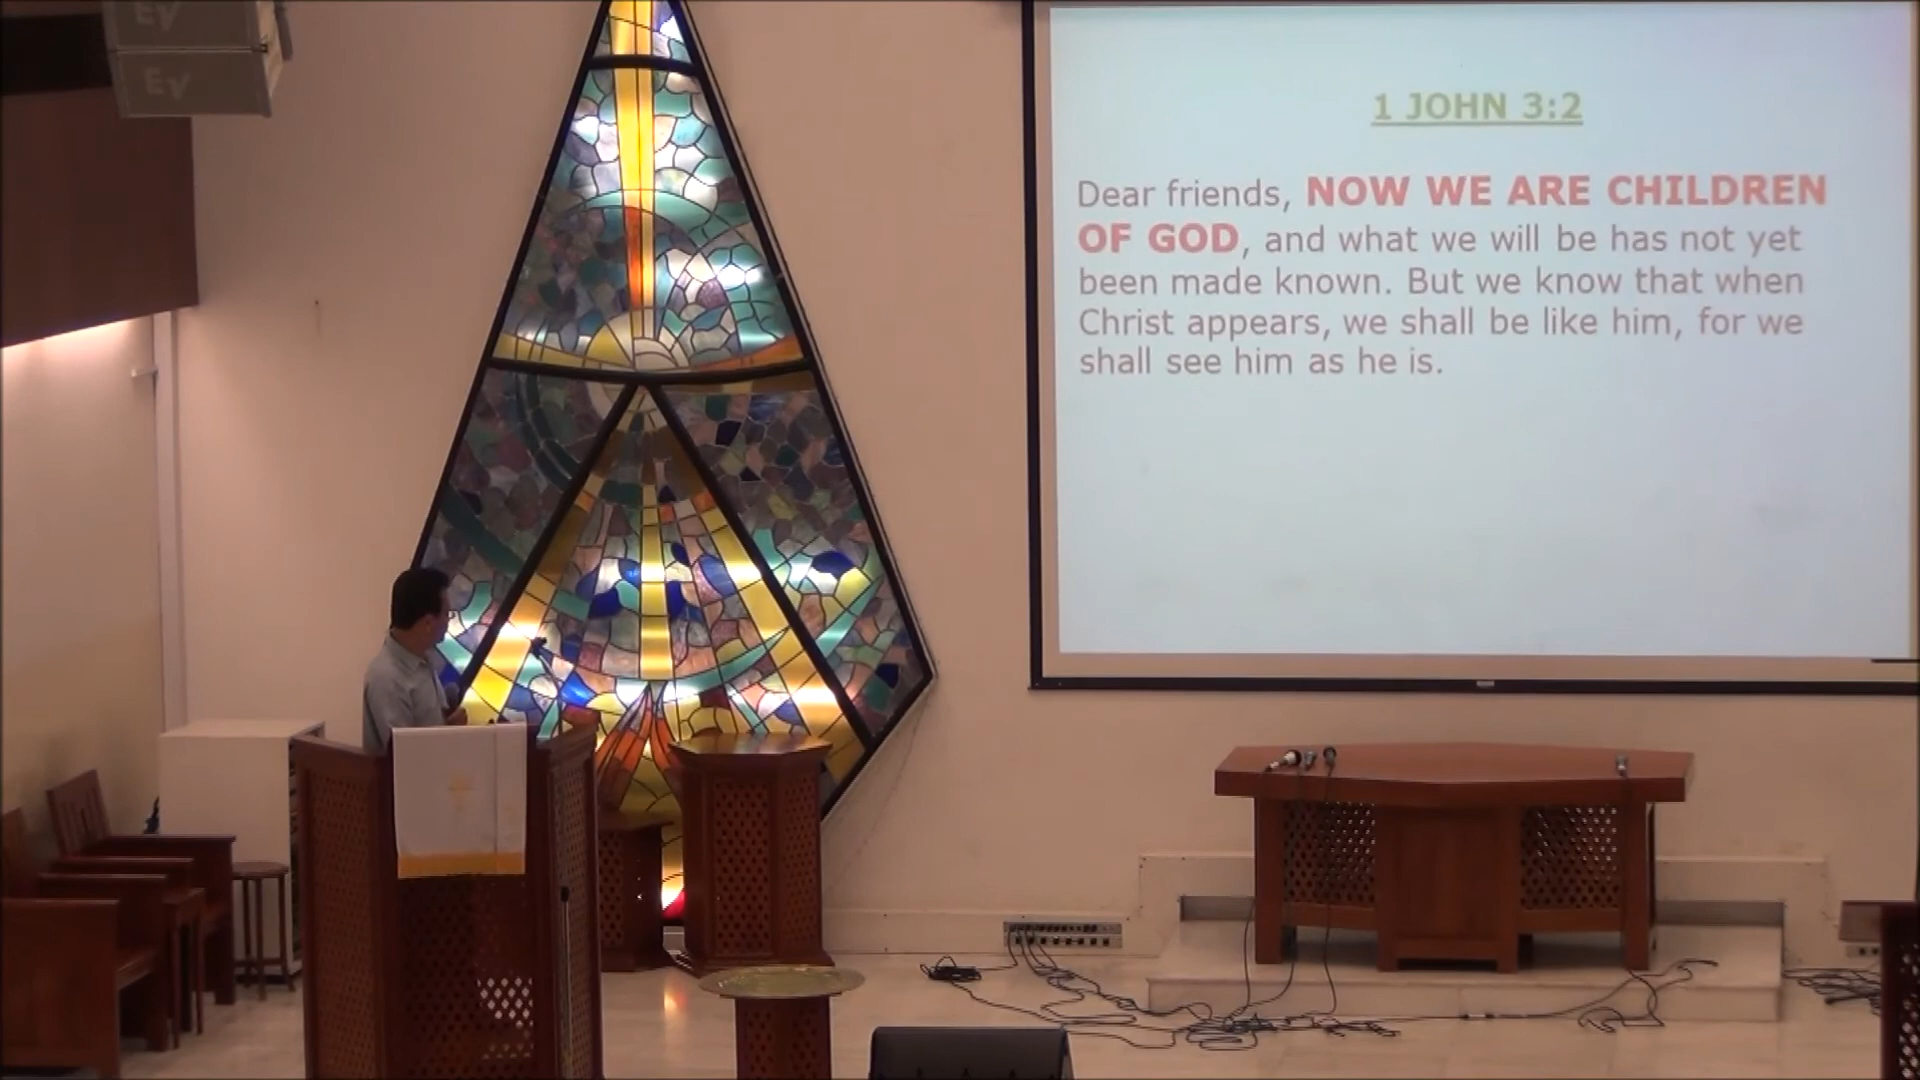 EV
EV
1 JOHN 3:2
Dear friends, NOW WE ARE CHILDREN
OF GOD, and what we will be has not yet
been made known. But we know that when
Christ appears, we shall be like him, for we
shall see him as he is.